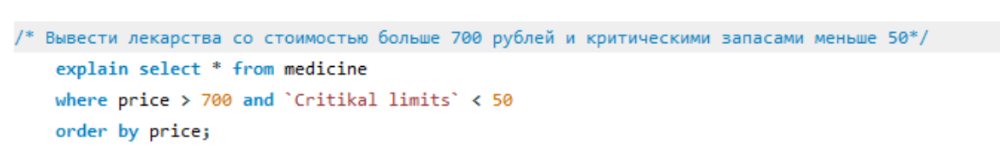 /* Вывести лекарства со стоимостью больше 700 рублей и критическими запасами меньше 50*/
explain select * from medicine
where price > 700 and `Critikal limits` < 50
order by price;